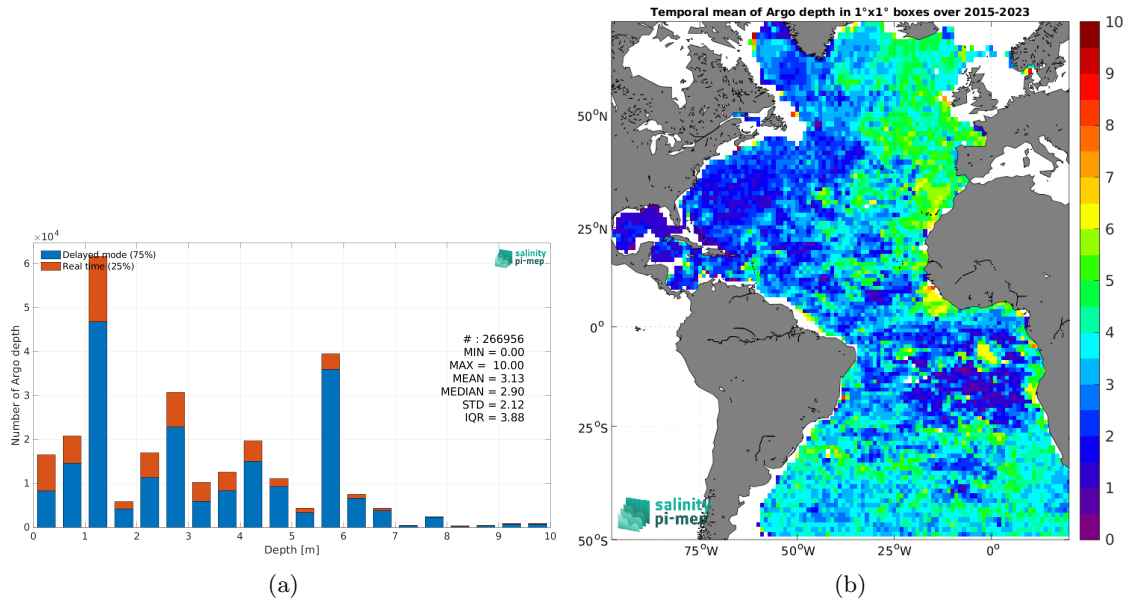 ×10⁴
Delayed mode (75%)
Real time (25%)
salinity
pi-mep
Number of Argo depth
6
5
4
3
2
1
0
# : 266956
MIN = 0.00
MAX = 10.00
MEAN = 3.13
MEDIAN = 2.90
STD = 2.12
IQR = 3.88
0 1 2 3 4 5 6 7 8 9 10
Depth [m]
(a)
Temporal mean of Argo depth in 1°x1° boxes over 2015-2023
50°N
25°N
0°
25°S
50°S
75°W 50°W 25°W 0°
salinity
pi-mep
10
9
8
7
6
5
4
3
2
1
0
(b)